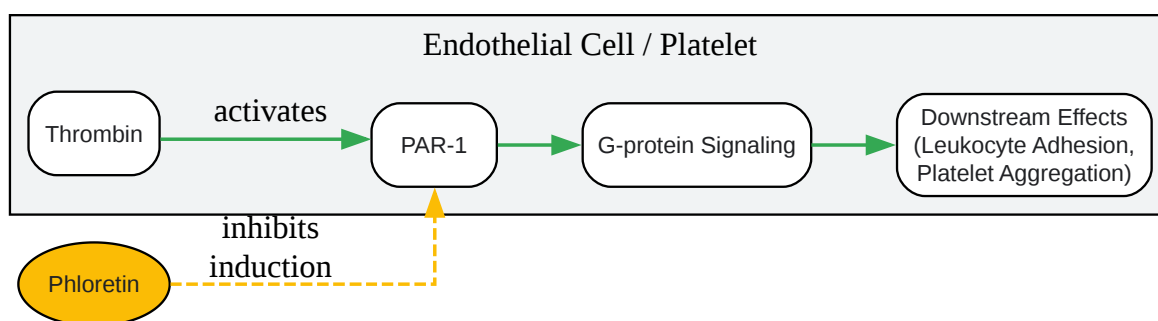 Endothelial Cell / Platelet
Thrombin
activates
PAR-1
G-protein Signaling
Downstream Effects
(Leukocyte Adhesion,
Platelet Aggregation)
Phloretin
inhibits
induction